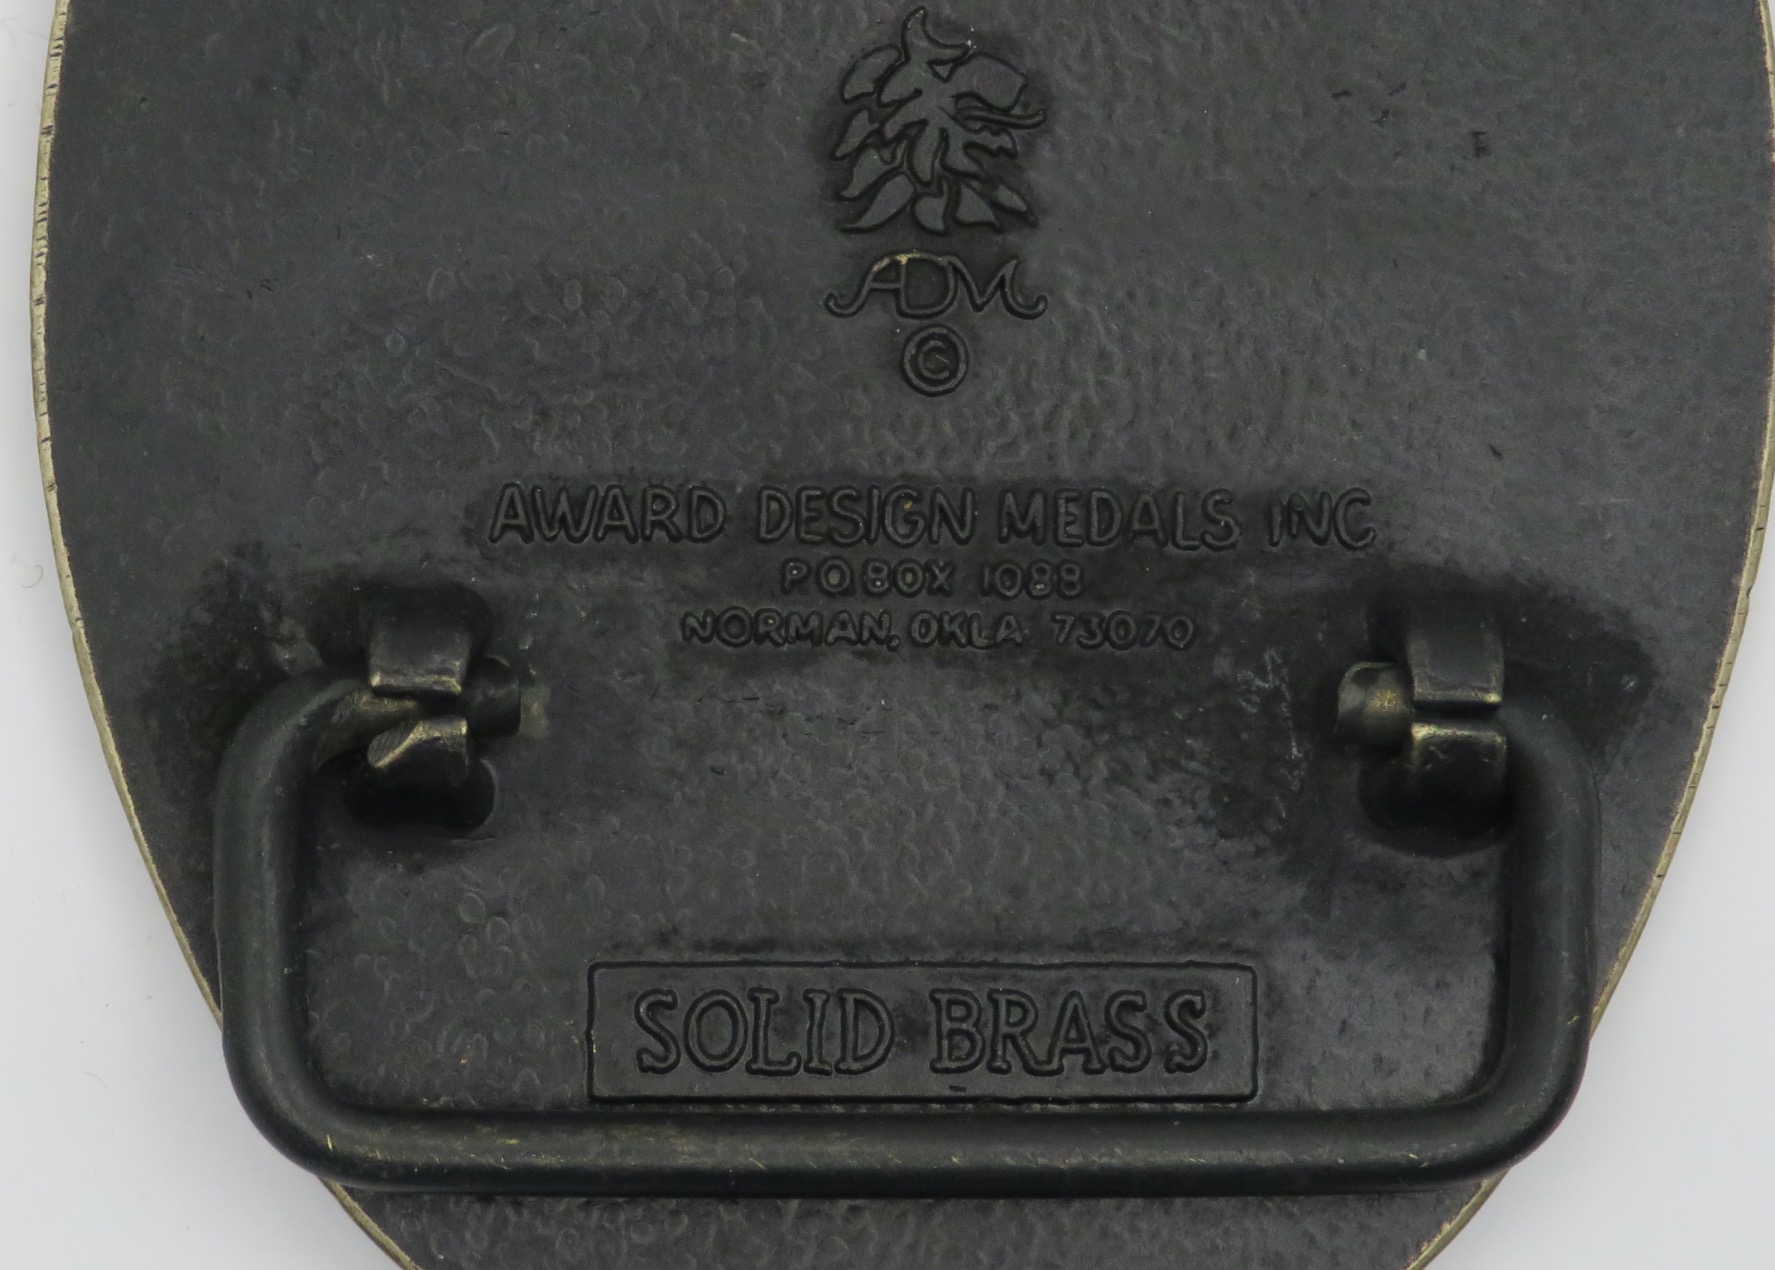 ADM
©
AWARD DESIGN MEDALS INC
P.O. BOX 1088
NORMAN, OKLA 73070
SOLID BRASS